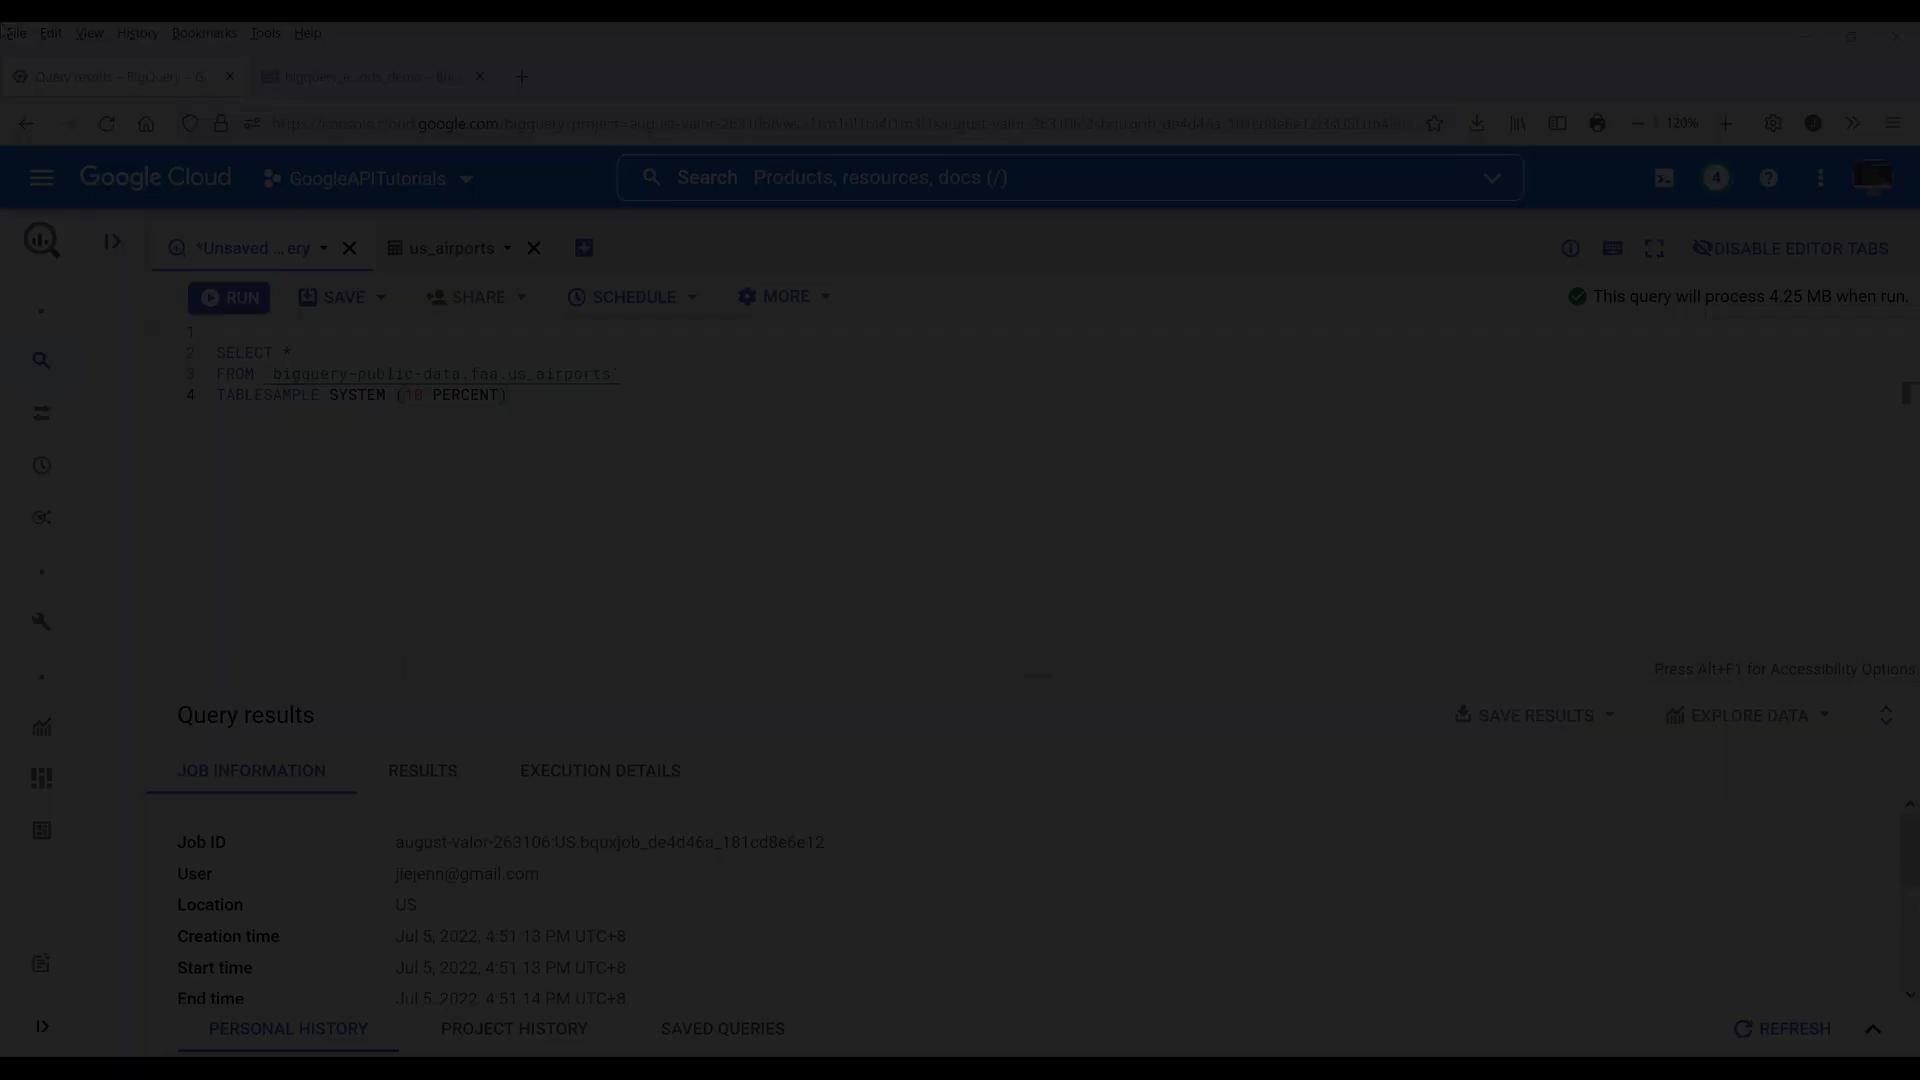 File Edit View History Bookmarks Tools Help
Query results – BigQuery – G
120%
Google Cloud GoogleAPITutorials Search Products, resources, docs (/) 4
*Unsaved ... ery us_airports DISABLE EDITOR TABS
RUN SAVE SHARE SCHEDULE MORE This query will process 4.25 MB when run.
1
2 SELECT *
3 FROM `bigquery-public-data.faa.us_airports`
4 TABLESAMPLE SYSTEM (10 PERCENT)
Press Alt+F1 for Accessibility Options
Query results SAVE RESULTS EXPLORE DATA
JOB INFORMATION RESULTS EXECUTION DETAILS
Job ID august-valor-263106:US.bquxjob_de4d46a_181cd8e6e12
User jiejenn@gmail.com
Location US
Creation time Jul 5, 2022, 4:51:13 PM UTC+8
Start time Jul 5, 2022, 4:51:13 PM UTC+8
End time Jul 5, 2022, 4:51:14 PM UTC+8
PERSONAL HISTORY PROJECT HISTORY SAVED QUERIES REFRESH